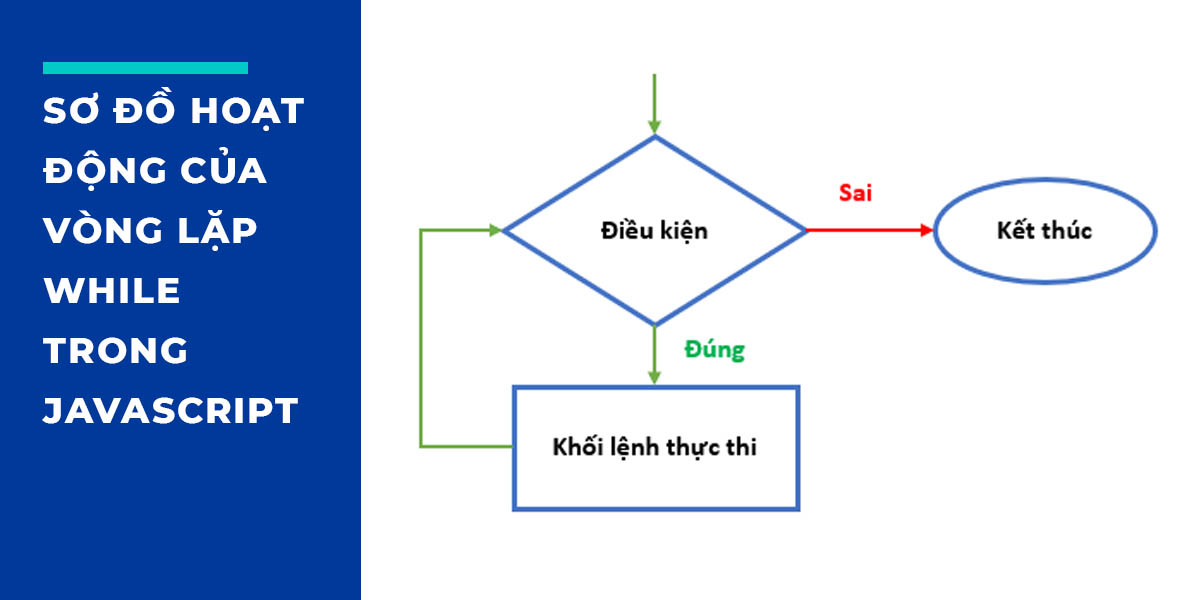 SƠ ĐỒ HOẠT
ĐỘNG CỦA
VÒNG LẶP
WHILE
TRONG
JAVASCRIPT
Điều kiện
Sai
Kết thúc
Đúng
Khối lệnh thực thi